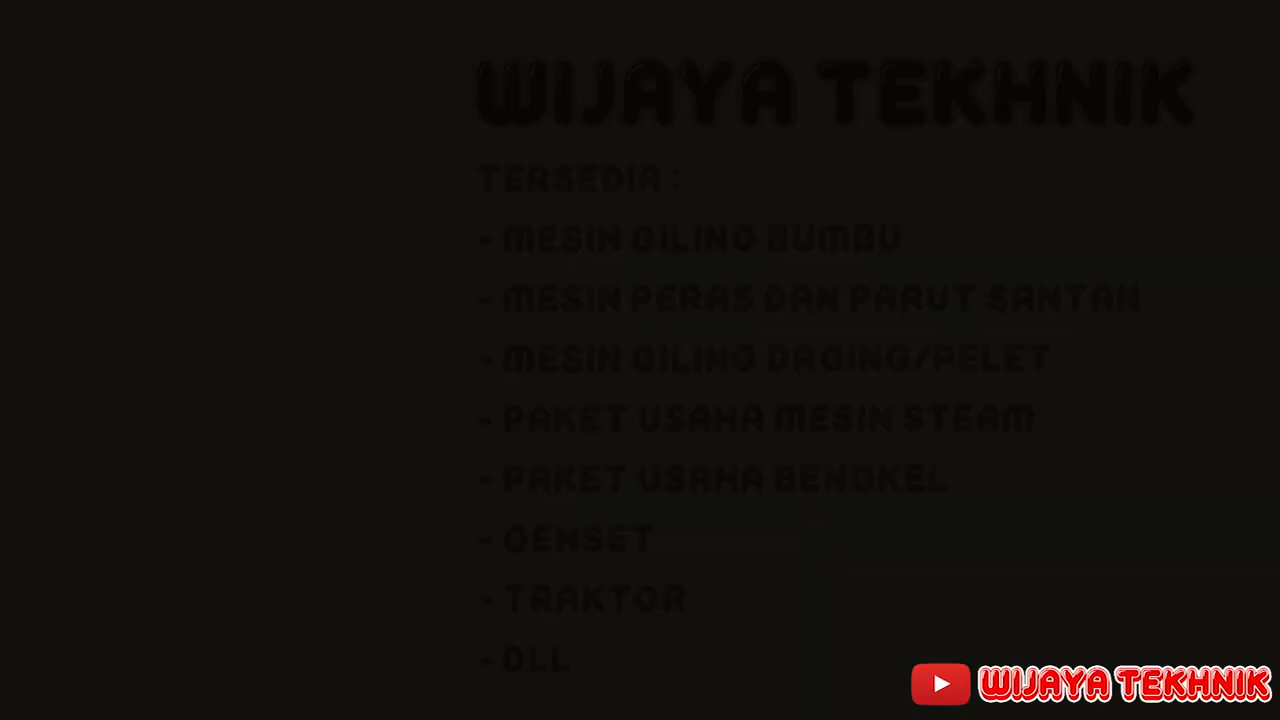 WIJAYA TEKHNIK
TERSEDIA :
- MESIN GILING BUMBU
- MESIN PERAS DAN PARUT SANTAN
- MESIN GILING DAGING/PELET
- PAKET USAHA MESIN STEAM
- PAKET USAHA BENGKEL
- GENSET
- TRAKTOR
- DLL
WIJAYA TEKHNIK